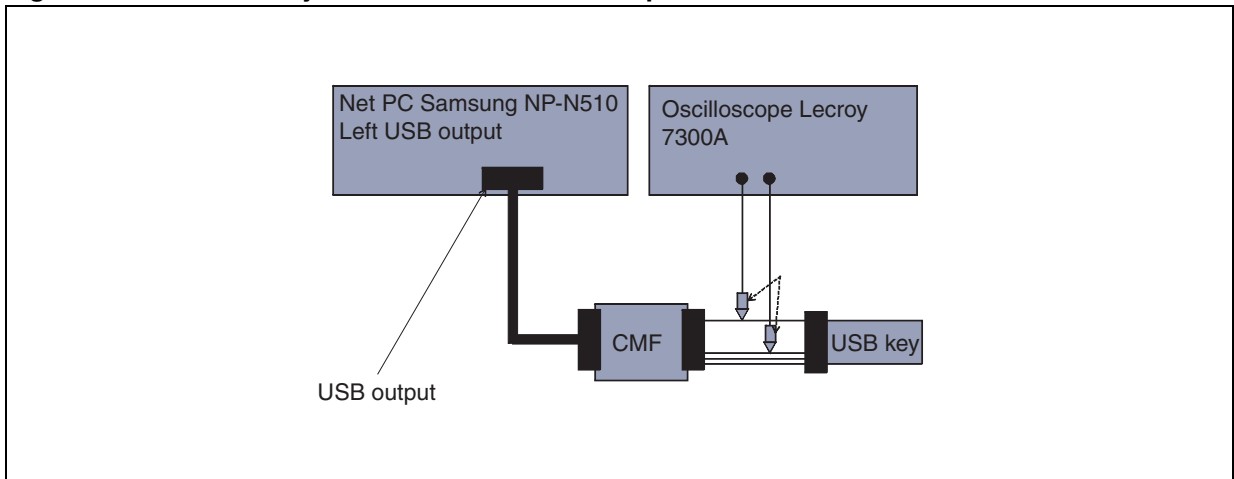 Net PC Samsung NP-N510
Left USB output
Oscilloscope Lecroy
7300A
CMF
USB key
USB output